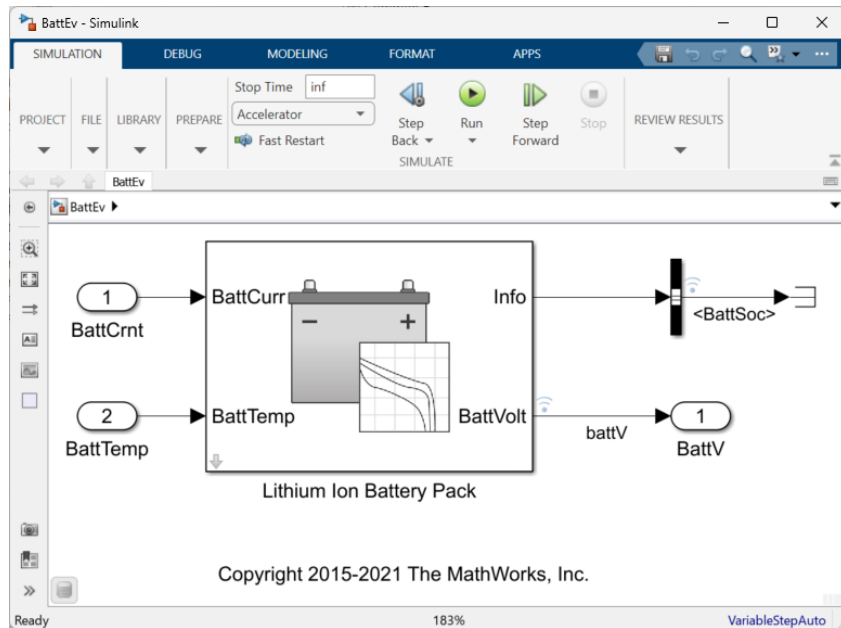 BattEv - Simulink
SIMULATION DEBUG MODELING FORMAT APPS
Stop Time inf
Accelerator
Fast Restart
PROJECT FILE LIBRARY PREPARE
Step Back
Run
Step Forward
Stop
SIMULATE
REVIEW RESULTS
BattEv
BattEv
1
BattCrnt
2
BattTemp
BattCurr
BattTemp
Info
BattVolt
− +
Lithium Ion Battery Pack
<BattSoc>
battV
1
BattV
Copyright 2015-2021 The MathWorks, Inc.
Ready 183% VariableStepAuto